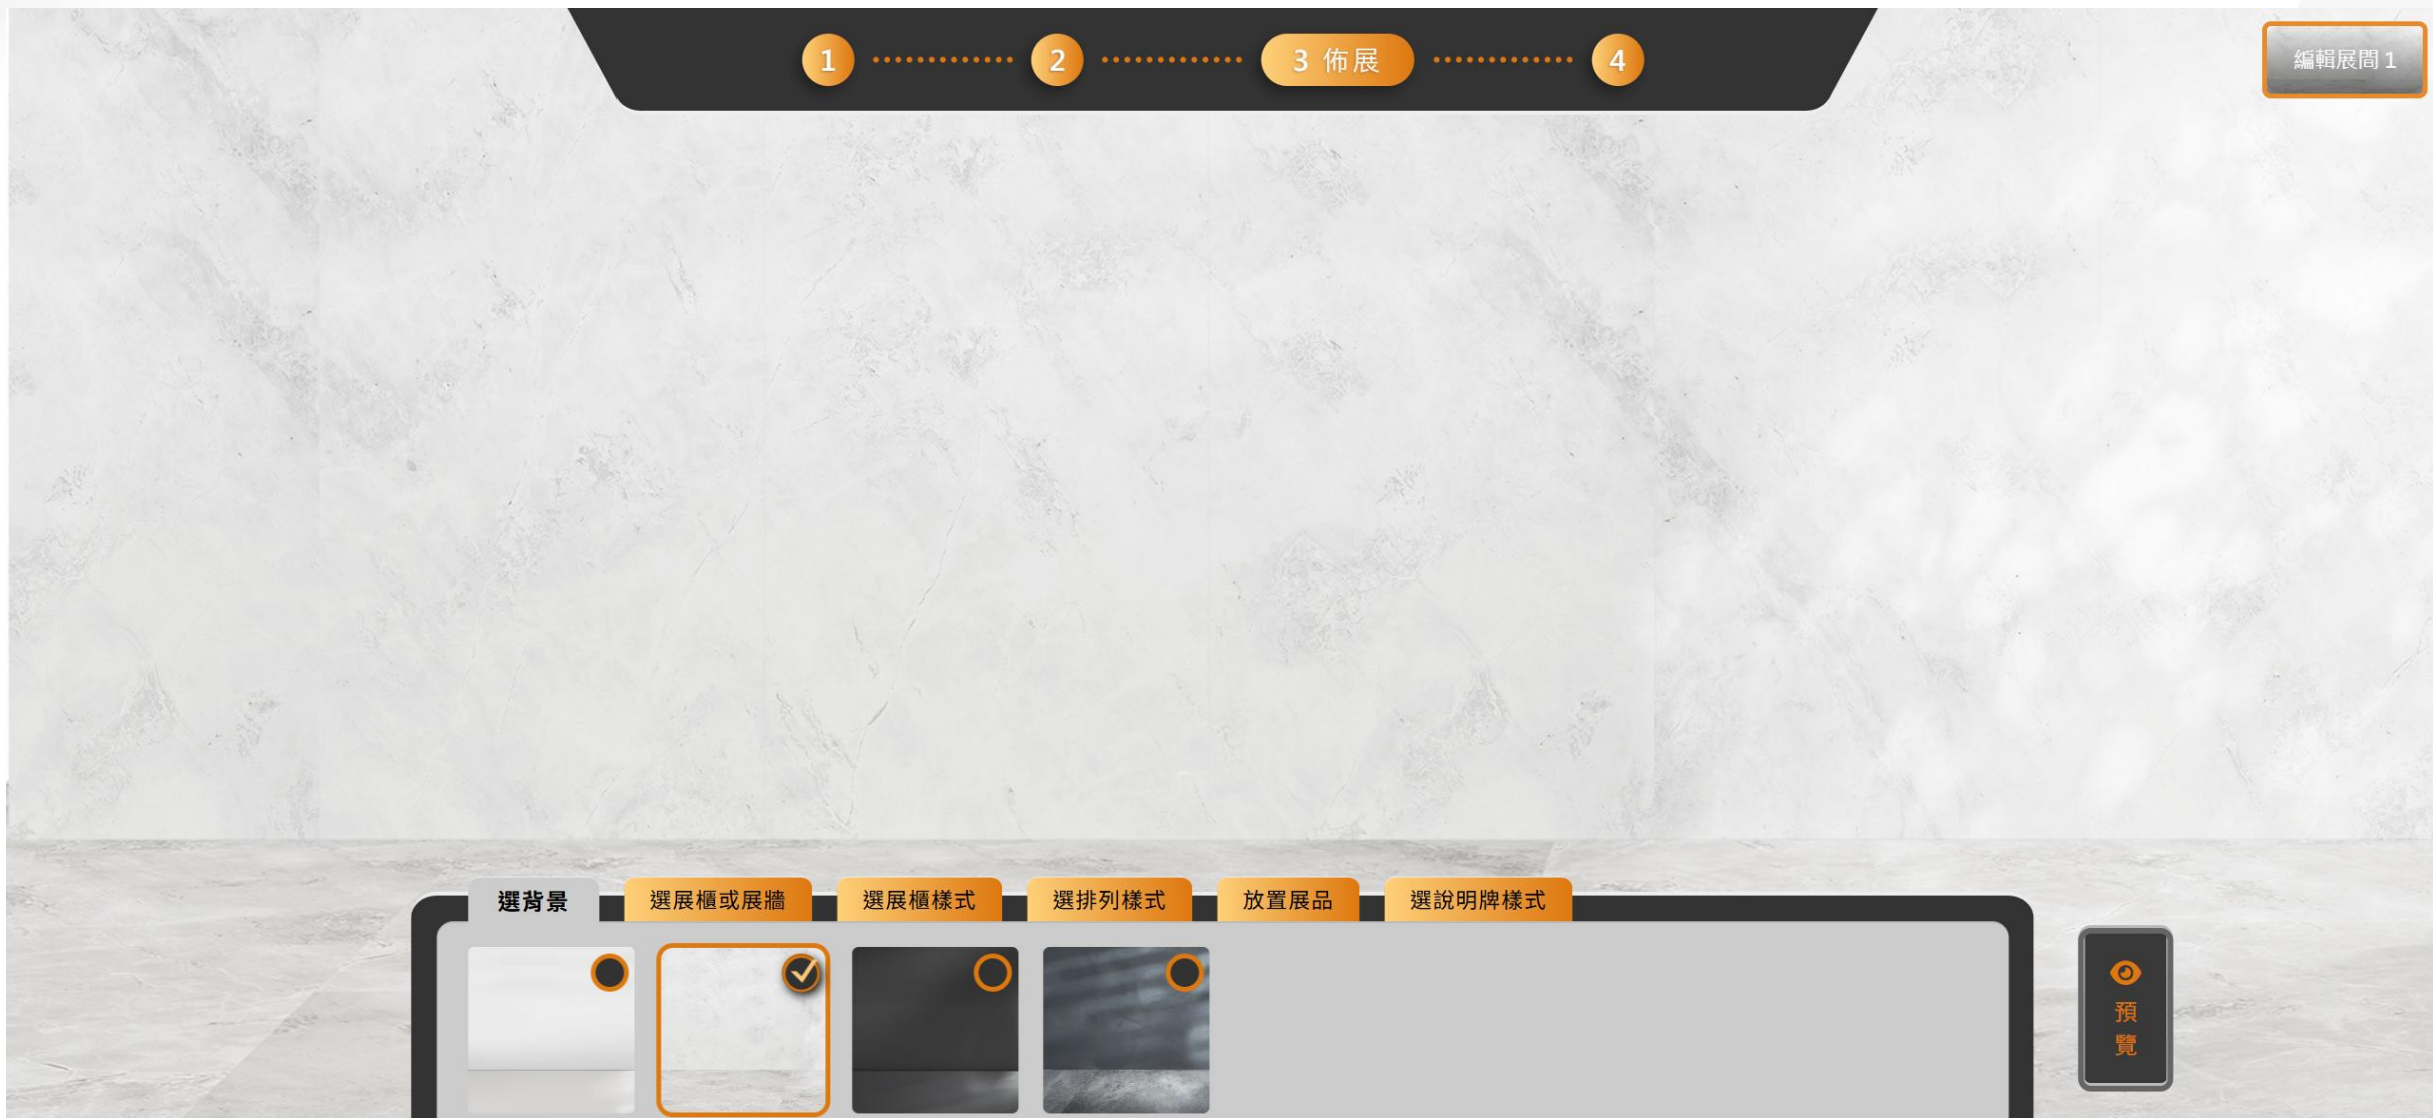 1
2
3 佈展
4
編輯展間 1
選背景
選展櫃或展牆
選展櫃樣式
選排列樣式
放置展品
選說明牌樣式
預覽